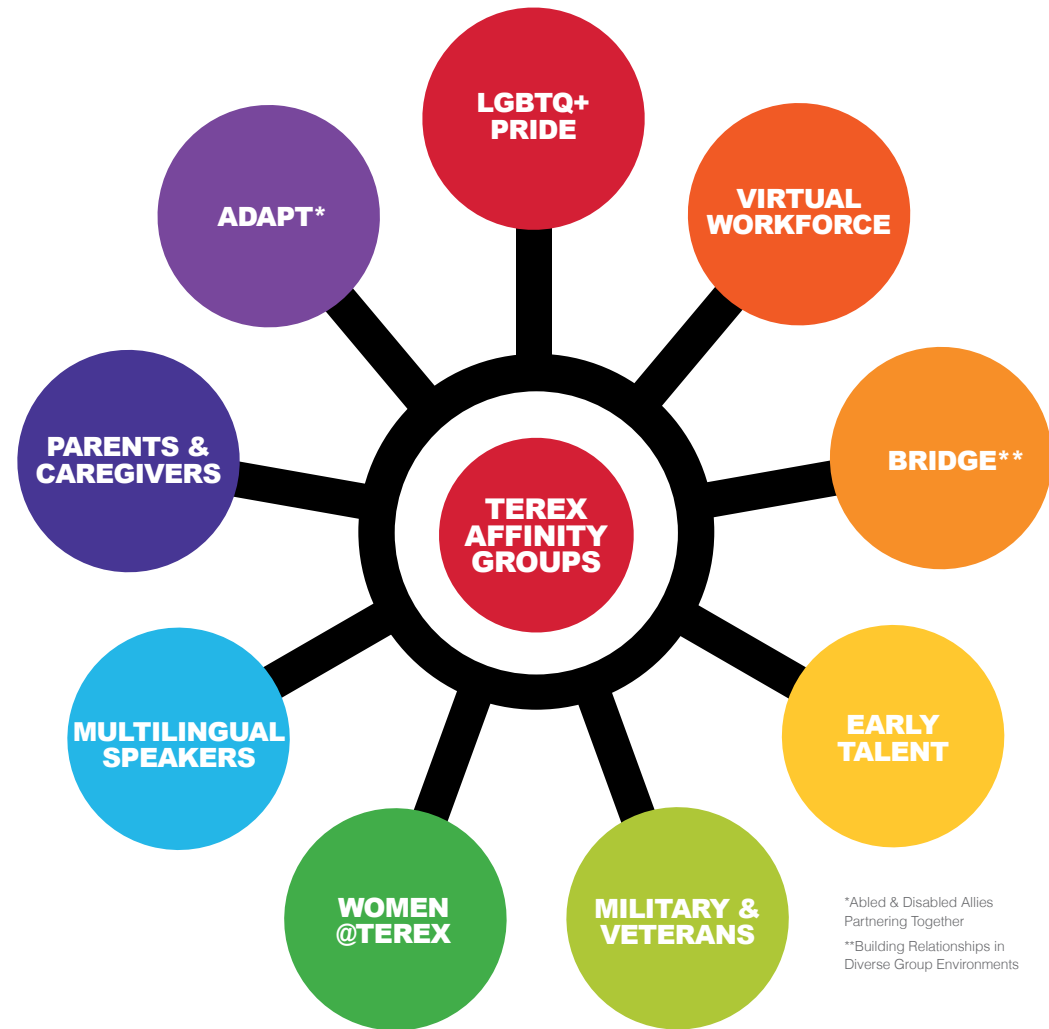 LGBTQ+
PRIDE
VIRTUAL
WORKFORCE
BRIDGE**
EARLY
TALENT
MILITARY &
VETERANS
WOMEN
@TEREX
MULTILINGUAL
SPEAKERS
PARENTS &
CAREGIVERS
ADAPT*
TEREX
AFFINITY
GROUPS
*Abled & Disabled Allies
Partnering Together
**Building Relationships in
Diverse Group Environments